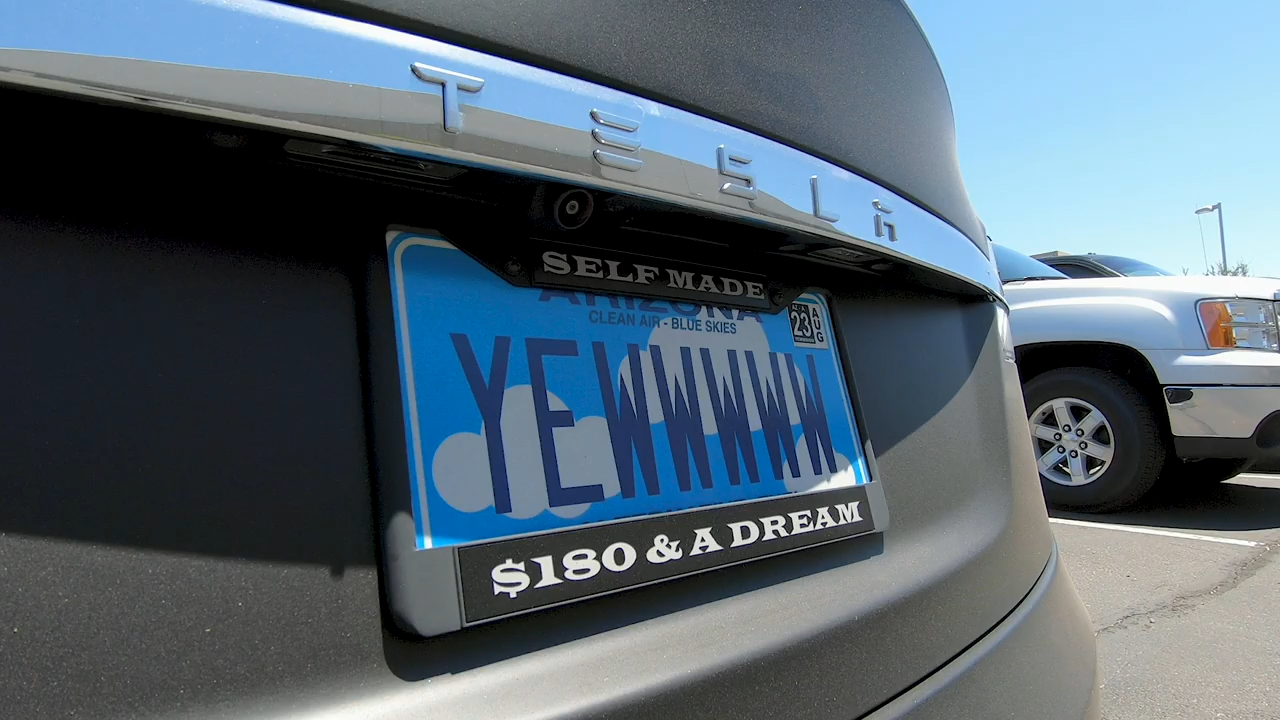 TESLA
SELF MADE
ARIZONA
CLEAN AIR - BLUE SKIES
23 AUG
YEWWWWW
$180 & A DREAM